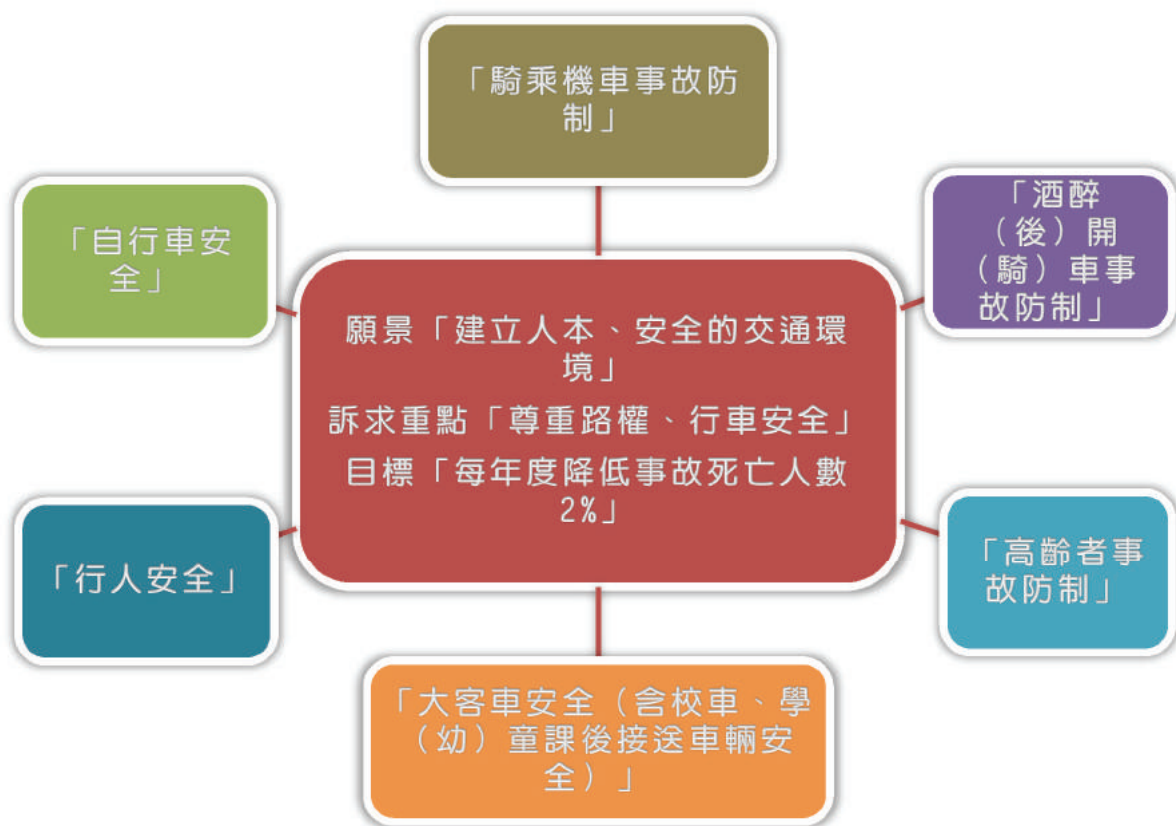 「騎乘機車事故防
制」
「自行車安
全」
「酒醉
（後）開
（騎）車事
故防制」
願景「建立人本、安全的交通環
境」
訴求重點「尊重路權、行車安全」
目標「每年度降低事故死亡人數
2%」
「行人安全」
「高齡者事
故防制」
「大客車安全（含校車、學
（幼）童課後接送車輛安
全）」